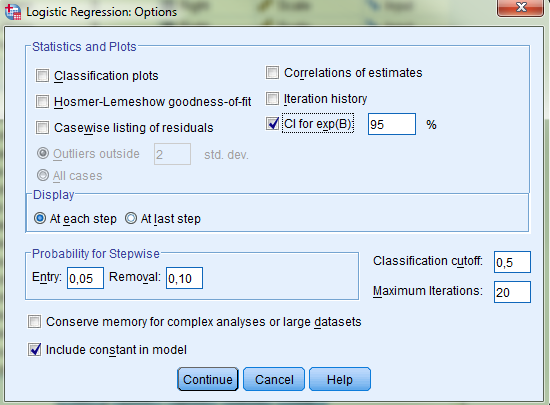 Logistic Regression: Options
Statistics and Plots
Classification plots
Correlations of estimates
Hosmer-Lemeshow goodness-of-fit
Iteration history
Casewise listing of residuals
CI for exp(B): 95 %
Outliers outside 2 std. dev.
All cases
Display
At each step At last step
Probability for Stepwise
Entry: 0,05 Removal: 0,10
Classification cutoff: 0,5
Maximum Iterations: 20
Conserve memory for complex analyses or large datasets
Include constant in model
Continue Cancel Help